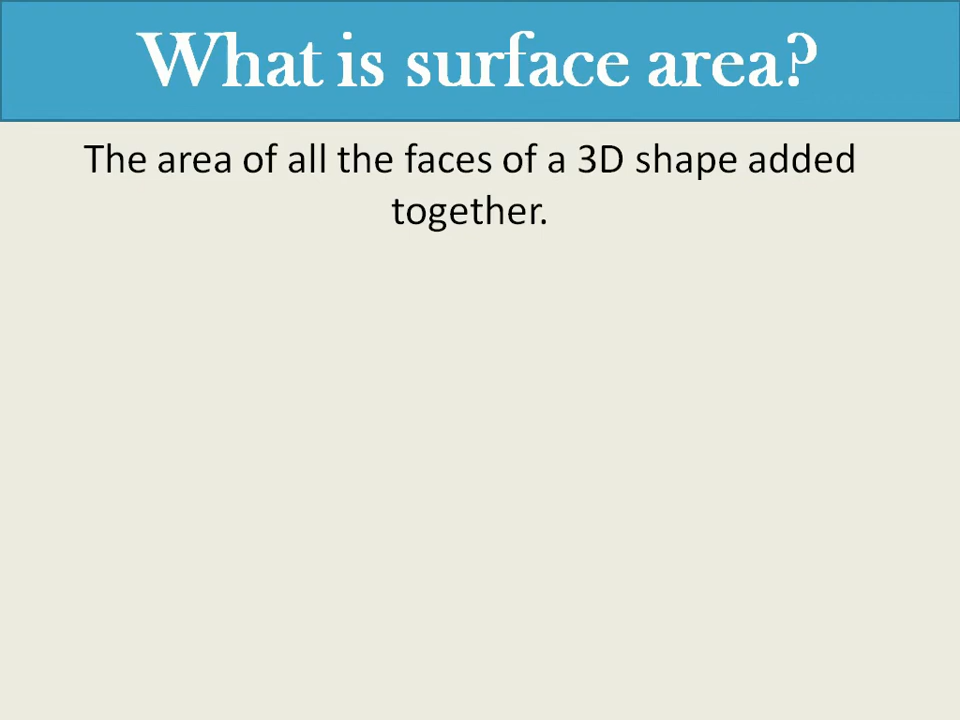 What is surface area?
The area of all the faces of a 3D shape added
together.